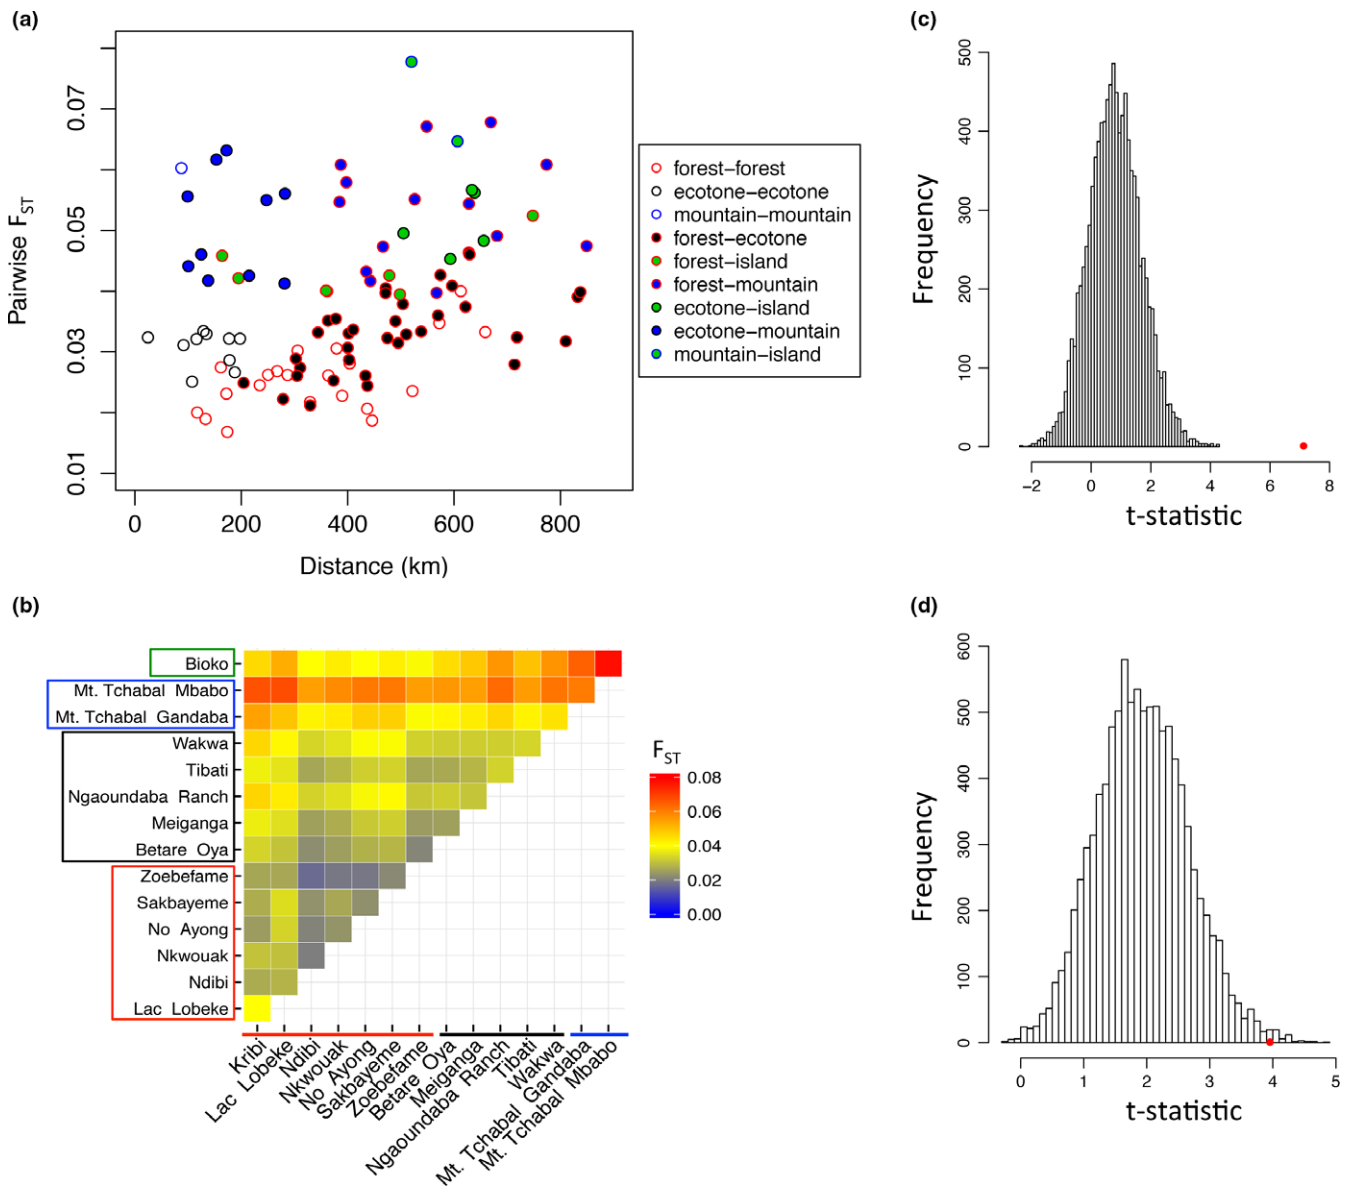 (a)
Pairwise FST
0.07
0.05
0.03
0.01
0 200 400 600 800
Distance (km)
forest–forest
ecotone–ecotone
mountain–mountain
forest–ecotone
forest–island
forest–mountain
ecotone–island
ecotone–mountain
mountain–island
(c)
Frequency
500
400
300
200
100
0
−2 0 2 4 6 8
t-statistic
(b)
Bioko
Mt. Tchabal Mbabo
Mt. Tchabal Gandaba
Wakwa
Tibati
Ngaoundaba Ranch
Meiganga
Betare Oya
Zoebefame
Sakbayeme
No Ayong
Nkwouak
Ndibi
Lac Lobeke
Kribi
Lac Lobeke
Ndibi
Nkwouak
No Ayong
Sakbayeme
Zoebefame
Betare Oya
Meiganga
Ngaoundaba Ranch
Tibati
Wakwa
Mt. Tchabal Gandaba
Mt. Tchabal Mbabo
FST
0.08
0.06
0.04
0.02
0.00
(d)
Frequency
600
500
400
300
200
100
0
0 1 2 3 4 5
t-statistic